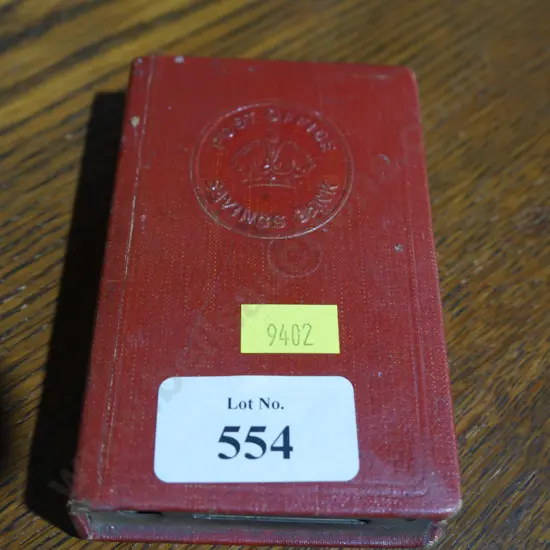 POST OFFICE
SAVINGS BANK
9402
Lot No.
554